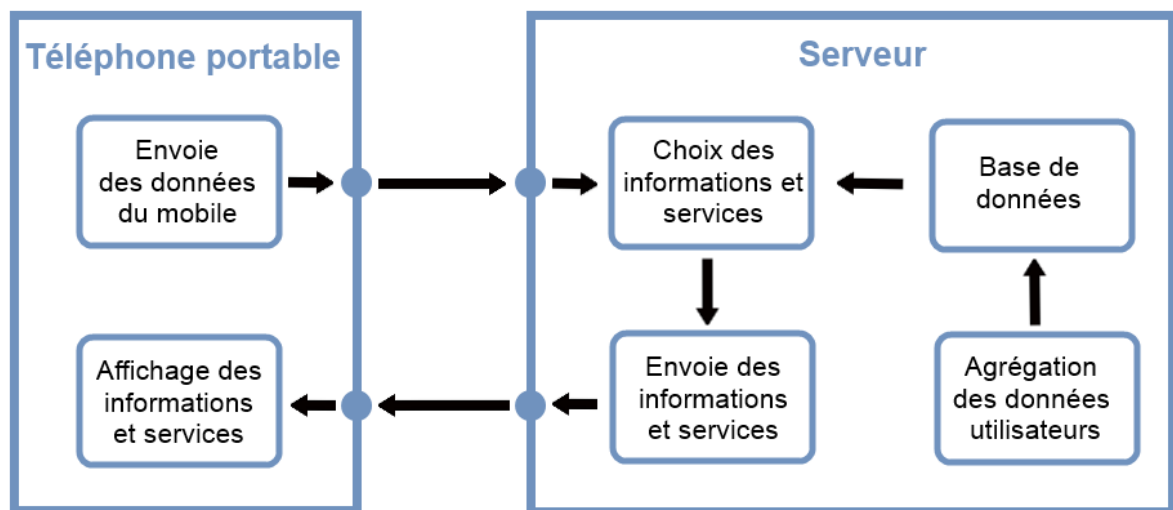 Téléphone portable
Envoie
des données
du mobile
Affichage des
informations
et services
Serveur
Choix des
informations et
services
Base de
données
Envoie des
informations
et services
Agrégation
des données
utilisateurs